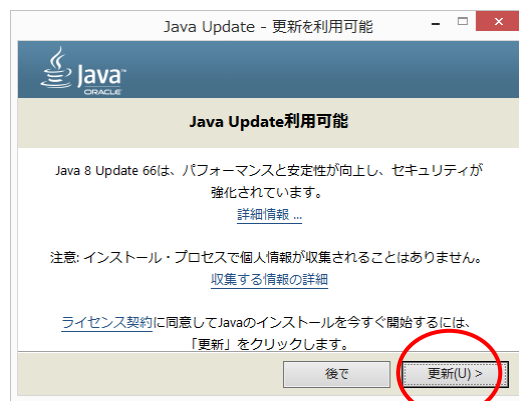 Java Update - 更新を利用可能
Java
ORACLE
Java Update利用可能
Java 8 Update 66は、パフォーマンスと安定性が向上し、セキュリティが
強化されています。
詳細情報 ...
注意: インストール・プロセスで個人情報が収集されることはありません。
収集する情報の詳細
ライセンス契約に同意してJavaのインストールを今すぐ開始するには、
「更新」をクリックします。
後で
更新(U) >